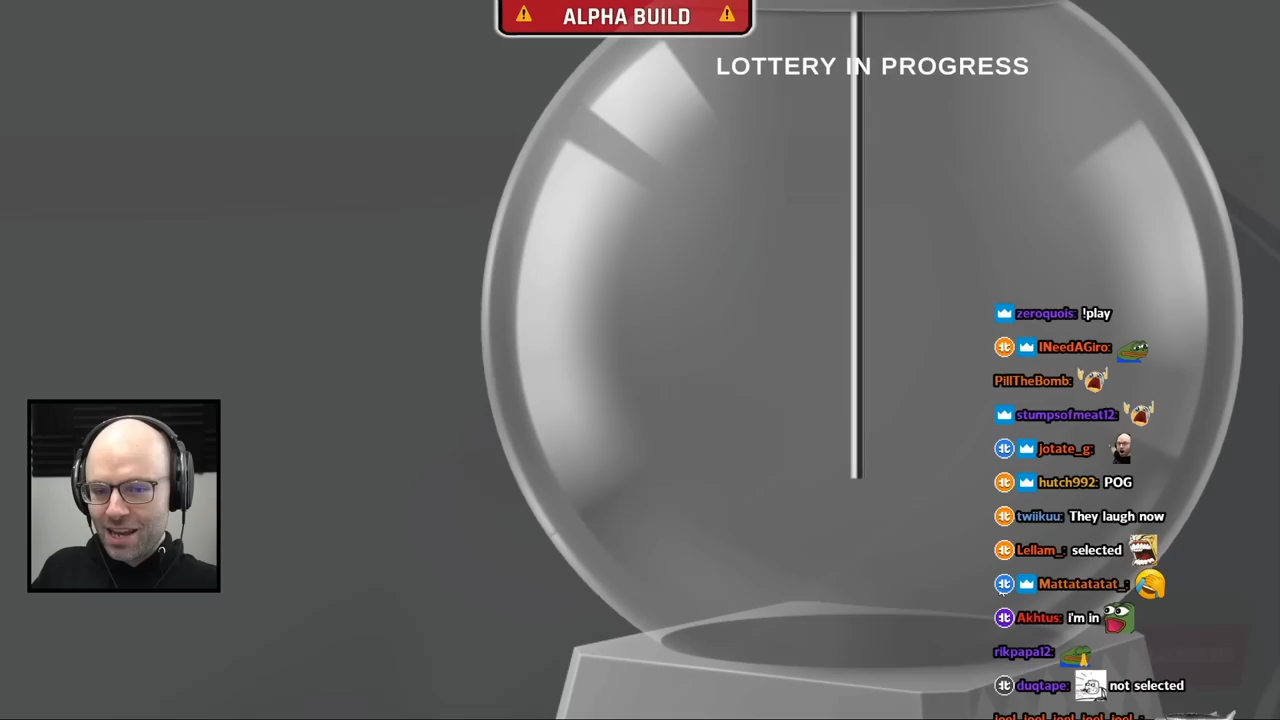 ALPHA BUILD
LOTTERY IN PROGRESS
zeroquois: !play
INeedAGiro:
PillTheBomb:
stumpsofmeat12:
jotate_g:
hutch992: POG
twiikuu: They laugh now
Lellam_: selected
Mattatatatat_:
Akhtus: i'm in
rikpapa12:
duqtape: not selected